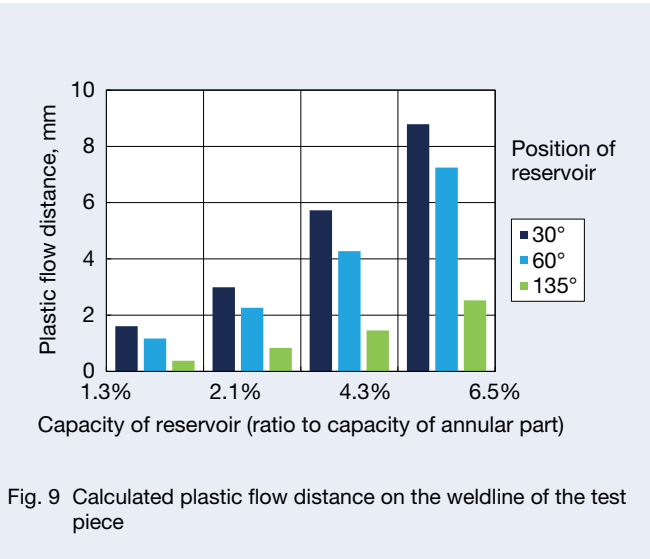 10
8
6
4
2
0
Plastic flow distance, mm
1.3%
2.1%
4.3%
6.5%
Capacity of reservoir (ratio to capacity of annular part)
Position of
reservoir
30°
60°
135°
Fig. 9 Calculated plastic flow distance on the weldline of the test
piece